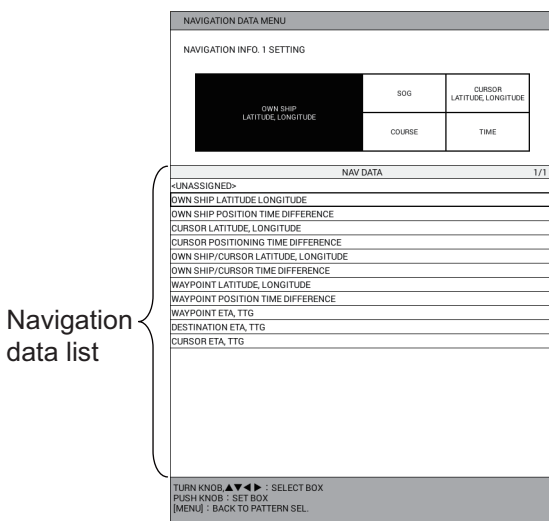 NAVIGATION DATA MENU
NAVIGATION INFO. 1 SETTING
OWN SHIP
LATITUDE, LONGITUDE
SOG
CURSOR
LATITUDE, LONGITUDE
COURSE
TIME
NAV DATA 1/1
<UNASSIGNED>
OWN SHIP LATITUDE LONGITUDE
OWN SHIP POSITION TIME DIFFERENCE
CURSOR LATITUDE, LONGITUDE
CURSOR POSITIONING TIME DIFFERENCE
OWN SHIP/CURSOR LATITUDE, LONGITUDE
OWN SHIP/CURSOR TIME DIFFERENCE
WAYPOINT LATITUDE, LONGITUDE
WAYPOINT POSITION TIME DIFFERENCE
WAYPOINT ETA, TTG
DESTINATION ETA, TTG
CURSOR ETA, TTG
Navigation
data list
TURN KNOB,▲▼◀ ▶ : SELECT BOX
PUSH KNOB : SET BOX
[MENU] : BACK TO PATTERN SEL.